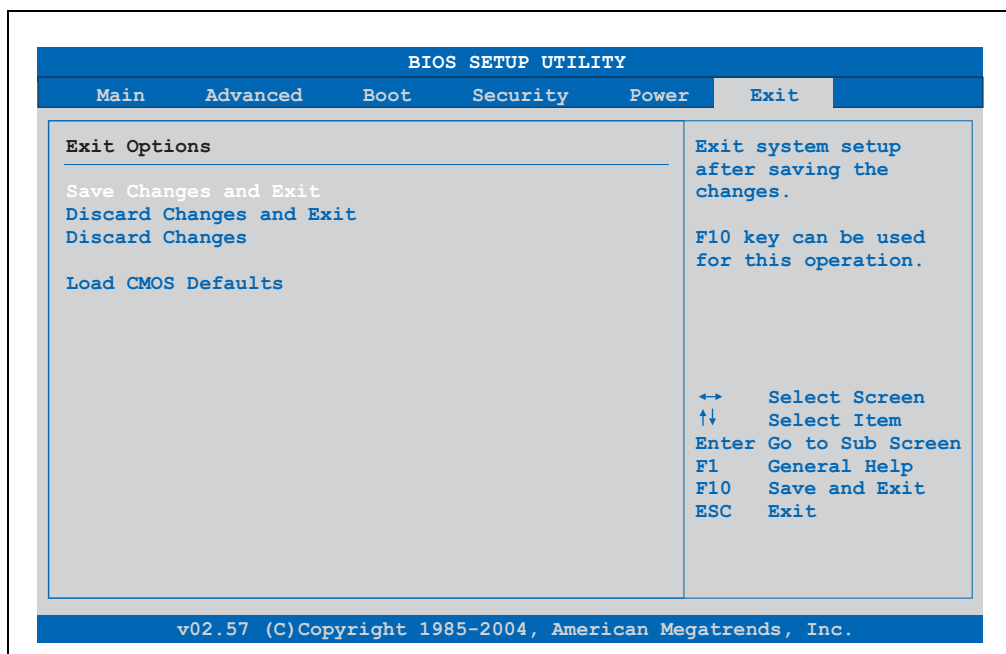 BIOS SETUP UTILITY
Main Advanced Boot Security Power Exit
Exit Options
Save Changes and Exit
Discard Changes and Exit
Discard Changes
Load CMOS Defaults
Exit system setup
after saving the
changes.
F10 key can be used
for this operation.
↔ Select Screen
↑↓ Select Item
Enter Go to Sub Screen
F1 General Help
F10 Save and Exit
ESC Exit
v02.57 (C)Copyright 1985-2004, American Megatrends, Inc.